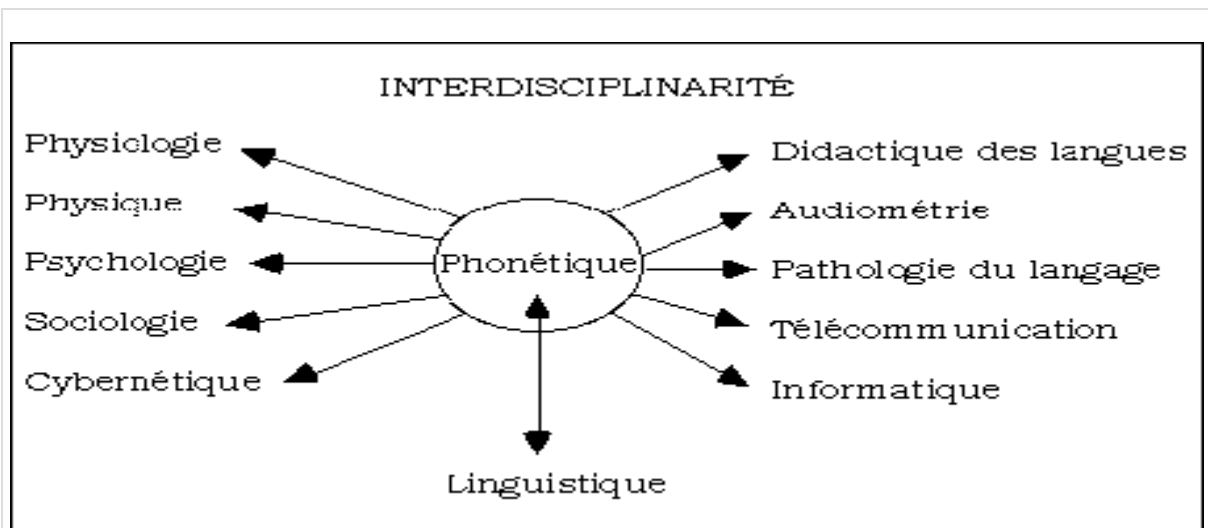 INTERDISCIPLINARITÉ
Physiologie
Physique
Psychologie
Sociologie
Cybernétique
Phonétique
Didactique des langues
Audiométrie
Pathologie du langage
Télécommunication
Informatique
Linguistique